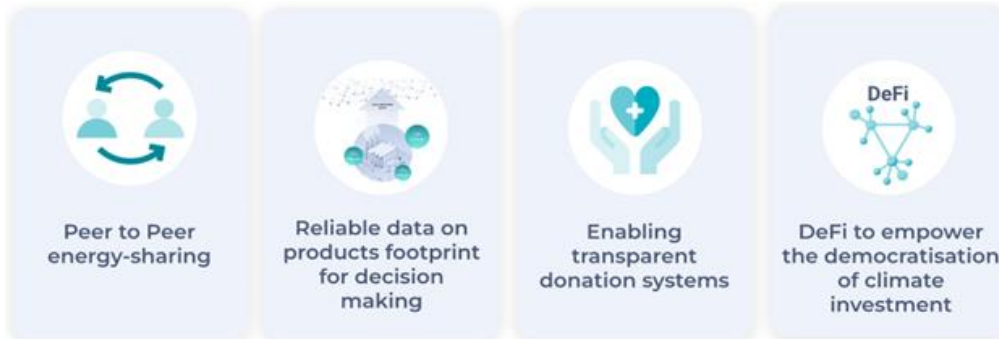 Peer to Peer
energy-sharing
Reliable data on
products footprint
for decision
making
Enabling
transparent
donation systems
DeFi
DeFi to empower
the democratisation
of climate
investment